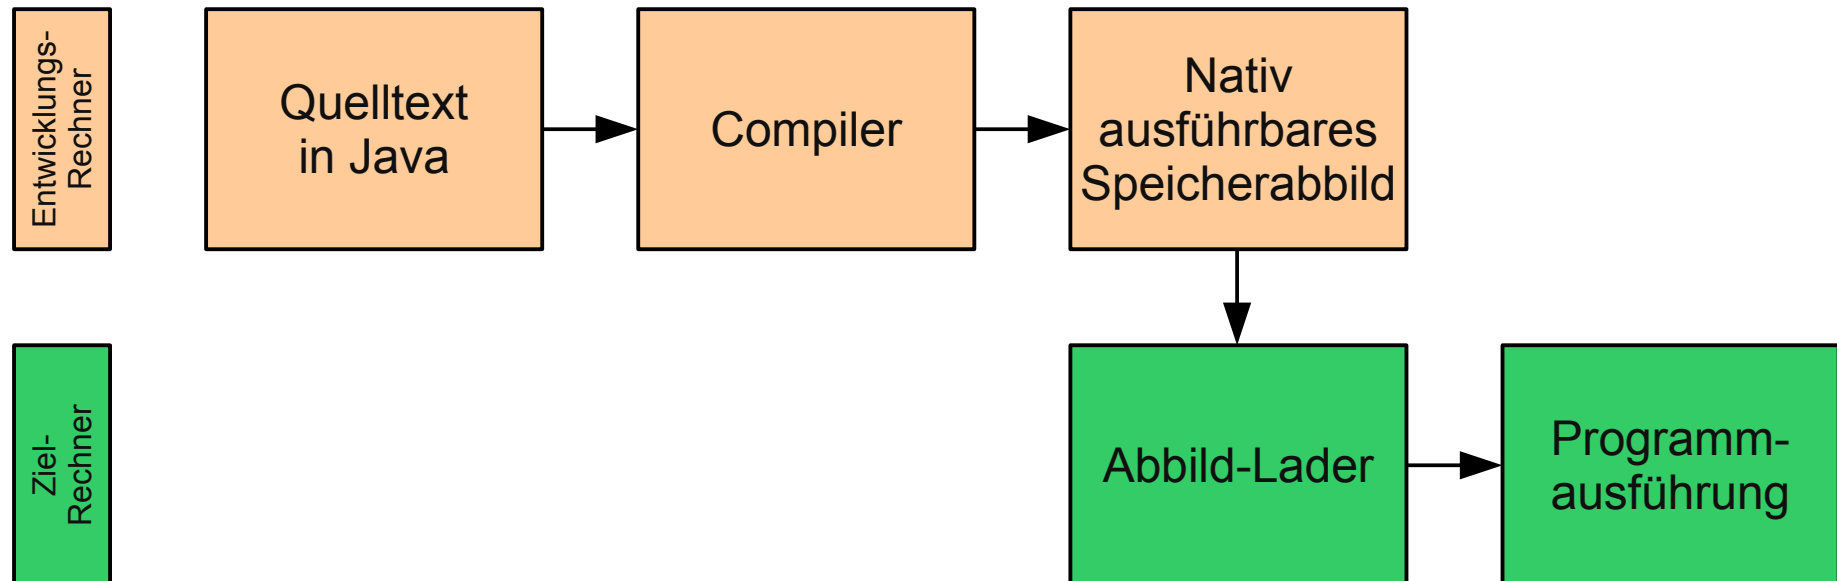 Entwicklungs-
Rechner
Quelltext
in Java
Compiler
Nativ
ausführbares
Speicherabbild
Ziel-
Rechner
Abbild-Lader
Programm-
ausführung